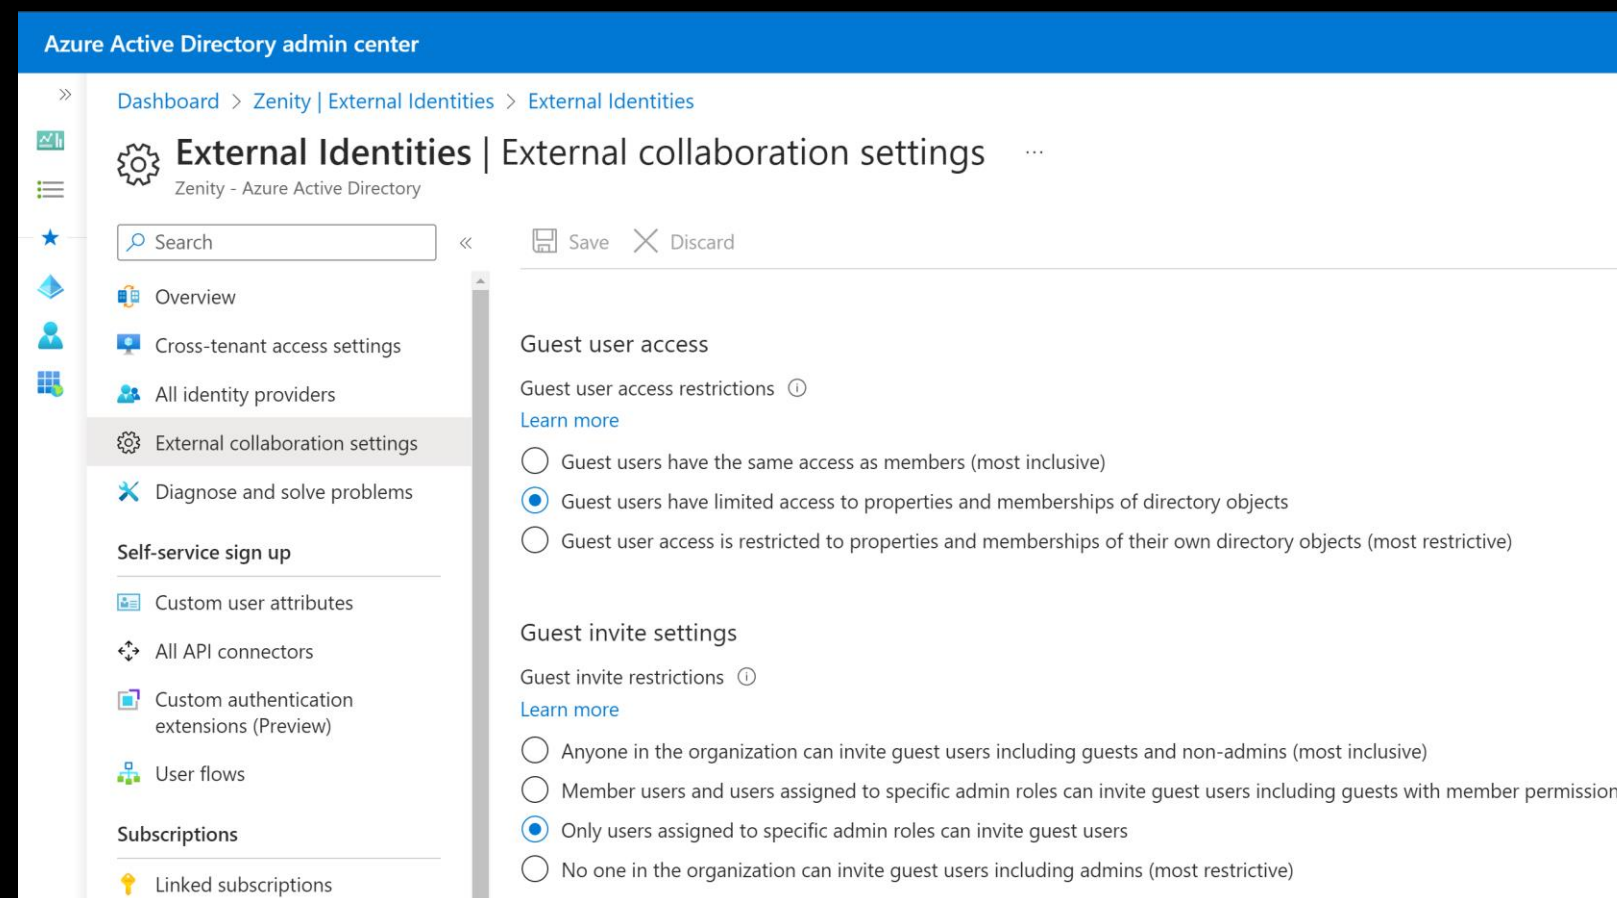 Azure Active Directory admin center
Dashboard > Zenity | External Identities > External Identities
External Identities | External collaboration settings ...
Zenity - Azure Active Directory
Search
Overview
Cross-tenant access settings
All identity providers
External collaboration settings
Diagnose and solve problems
Self-service sign up
Custom user attributes
All API connectors
Custom authentication
extensions (Preview)
User flows
Subscriptions
Linked subscriptions
Save Discard
Guest user access
Guest user access restrictions
Learn more
Guest users have the same access as members (most inclusive)
Guest users have limited access to properties and memberships of directory objects
Guest user access is restricted to properties and memberships of their own directory objects (most restrictive)
Guest invite settings
Guest invite restrictions
Learn more
Anyone in the organization can invite guest users including guests and non-admins (most inclusive)
Member users and users assigned to specific admin roles can invite guest users including guests with member permission
Only users assigned to specific admin roles can invite guest users
No one in the organization can invite guest users including admins (most restrictive)